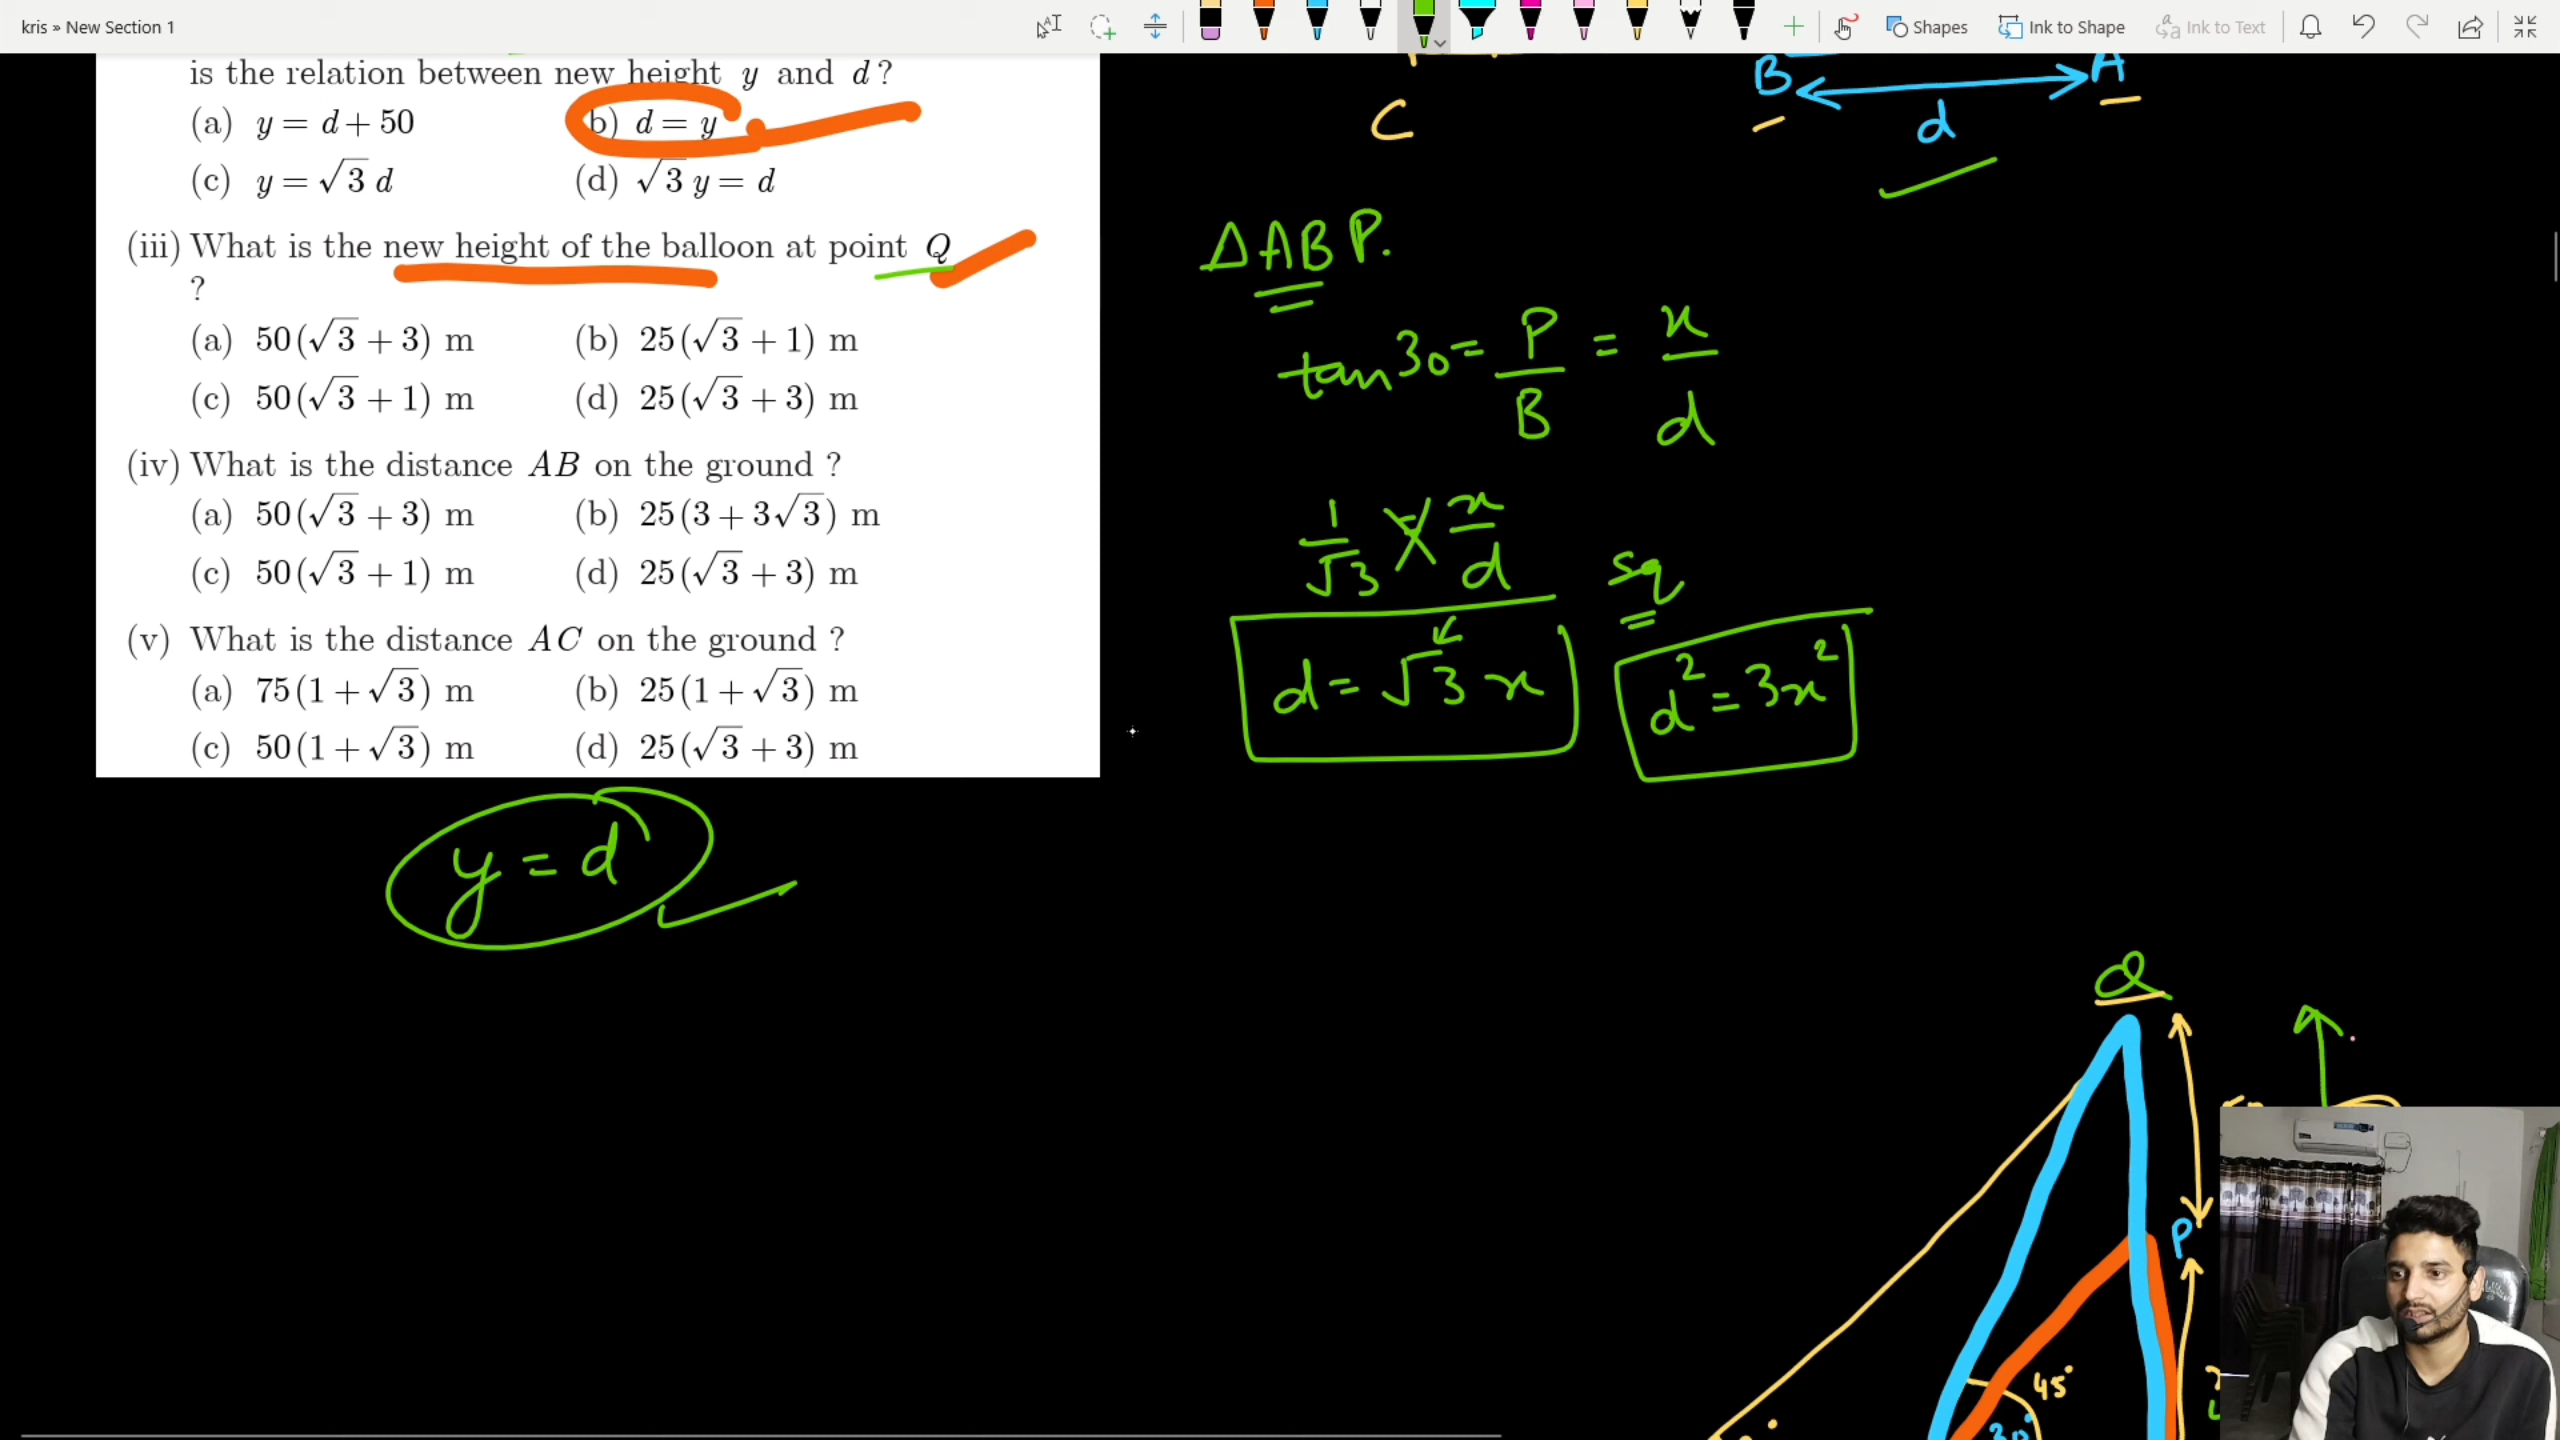 kris » New Section 1
Shapes
Ink to Shape
Ink to Text
is the relation between new height y and d ?
(a) y = d + 50 b) d = y
(c) y = √3 d (d) √3 y = d
(iii) What is the new height of the balloon at point Q
?
(a) 50(√3 + 3) m (b) 25(√3 + 1) m
(c) 50(√3 + 1) m (d) 25(√3 + 3) m
(iv) What is the distance AB on the ground ?
(a) 50(√3 + 3) m (b) 25(3 + 3√3) m
(c) 50(√3 + 1) m (d) 25(√3 + 3) m
(v) What is the distance AC on the ground ?
(a) 75(1 + √3) m (b) 25(1 + √3) m
(c) 50(1 + √3) m (d) 25(√3 + 3) m
y = d
C
B A
d
△ABP.
tan 30 = P/B = x/d
1/√3 = x/d
d = √3 x
sq
d² = 3x²
Q
P
45°
30°